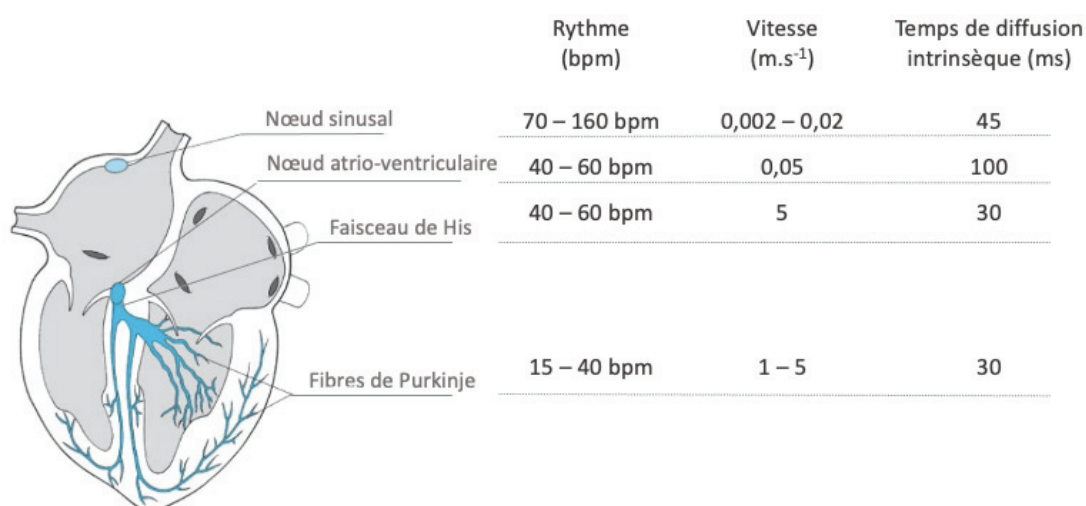 Rythme Vitesse Temps de diffusion
(bpm) (m.s⁻¹) intrinsèque (ms)
Nœud sinusal 70 – 160 bpm 0,002 – 0,02 45
Nœud atrio-ventriculaire 40 – 60 bpm 0,05 100
Faisceau de His 40 – 60 bpm 5 30
Fibres de Purkinje 15 – 40 bpm 1 – 5 30